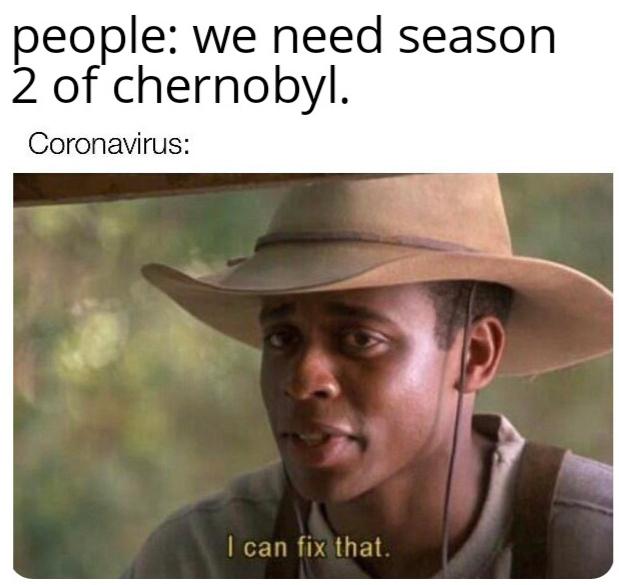 people: we need season
2 of chernobyl.
Coronavirus:
I can fix that.